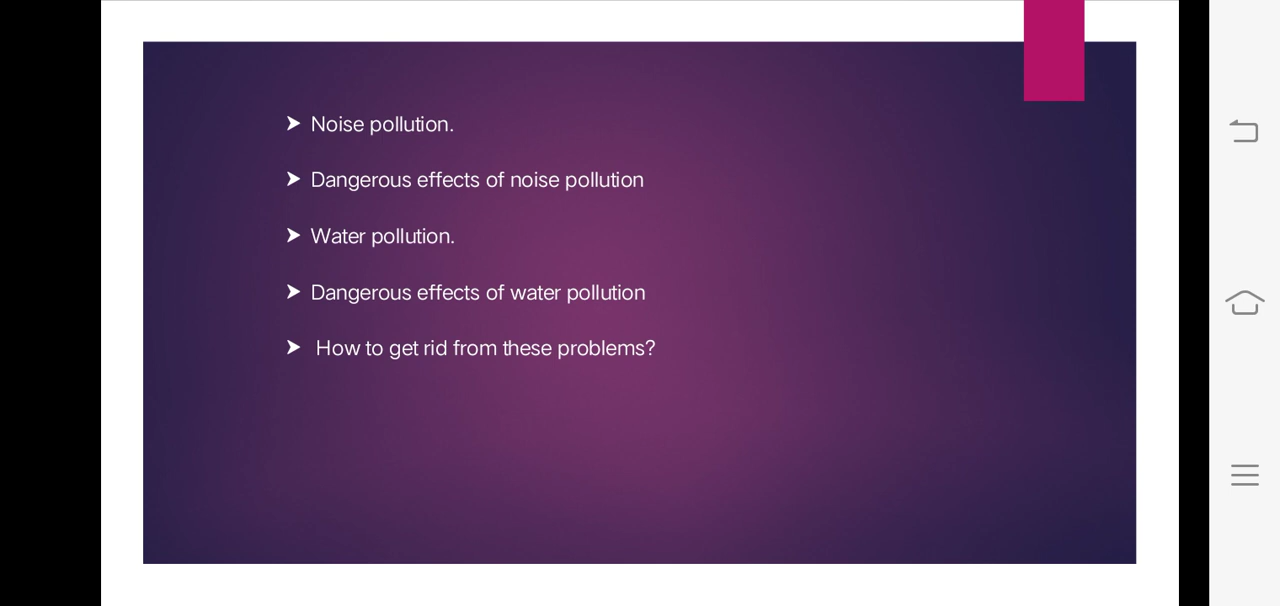 ➤ Noise pollution.
➤ Dangerous effects of noise pollution
➤ Water pollution.
➤ Dangerous effects of water pollution
➤ How to get rid from these problems?